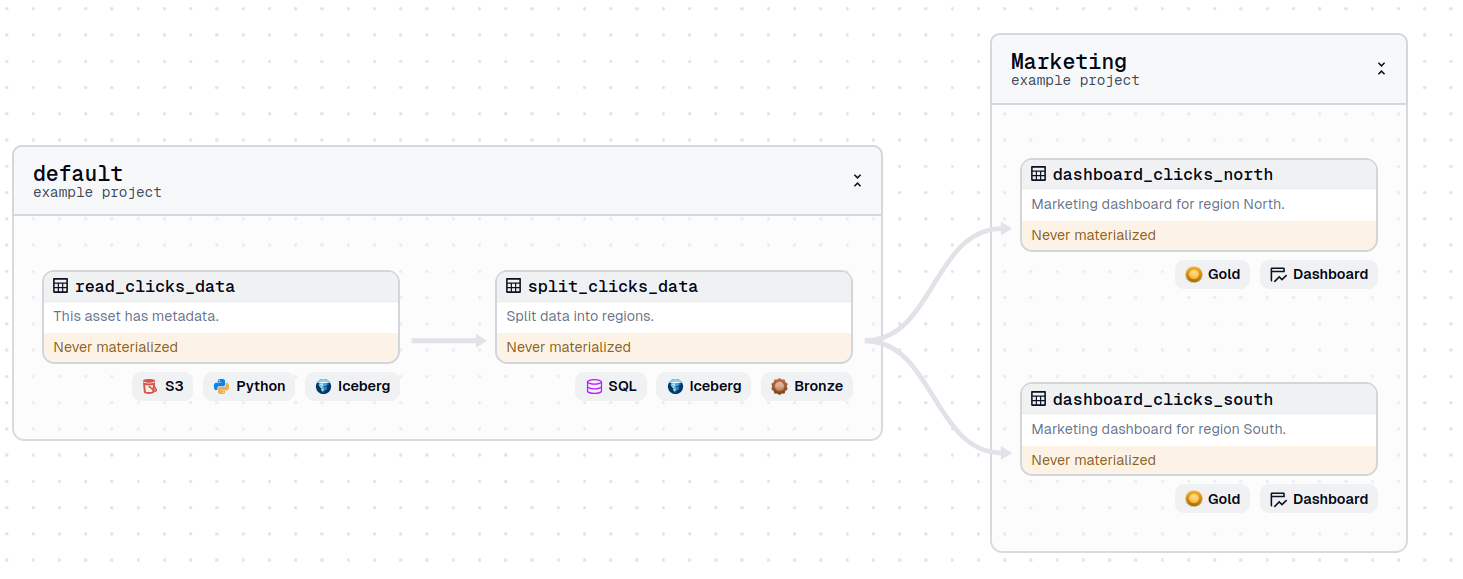 default
example project
read_clicks_data
This asset has metadata.
Never materialized
S3 Python Iceberg
split_clicks_data
Split data into regions.
Never materialized
SQL Iceberg Bronze
Marketing
example project
dashboard_clicks_north
Marketing dashboard for region North.
Never materialized
Gold Dashboard
dashboard_clicks_south
Marketing dashboard for region South.
Never materialized
Gold Dashboard